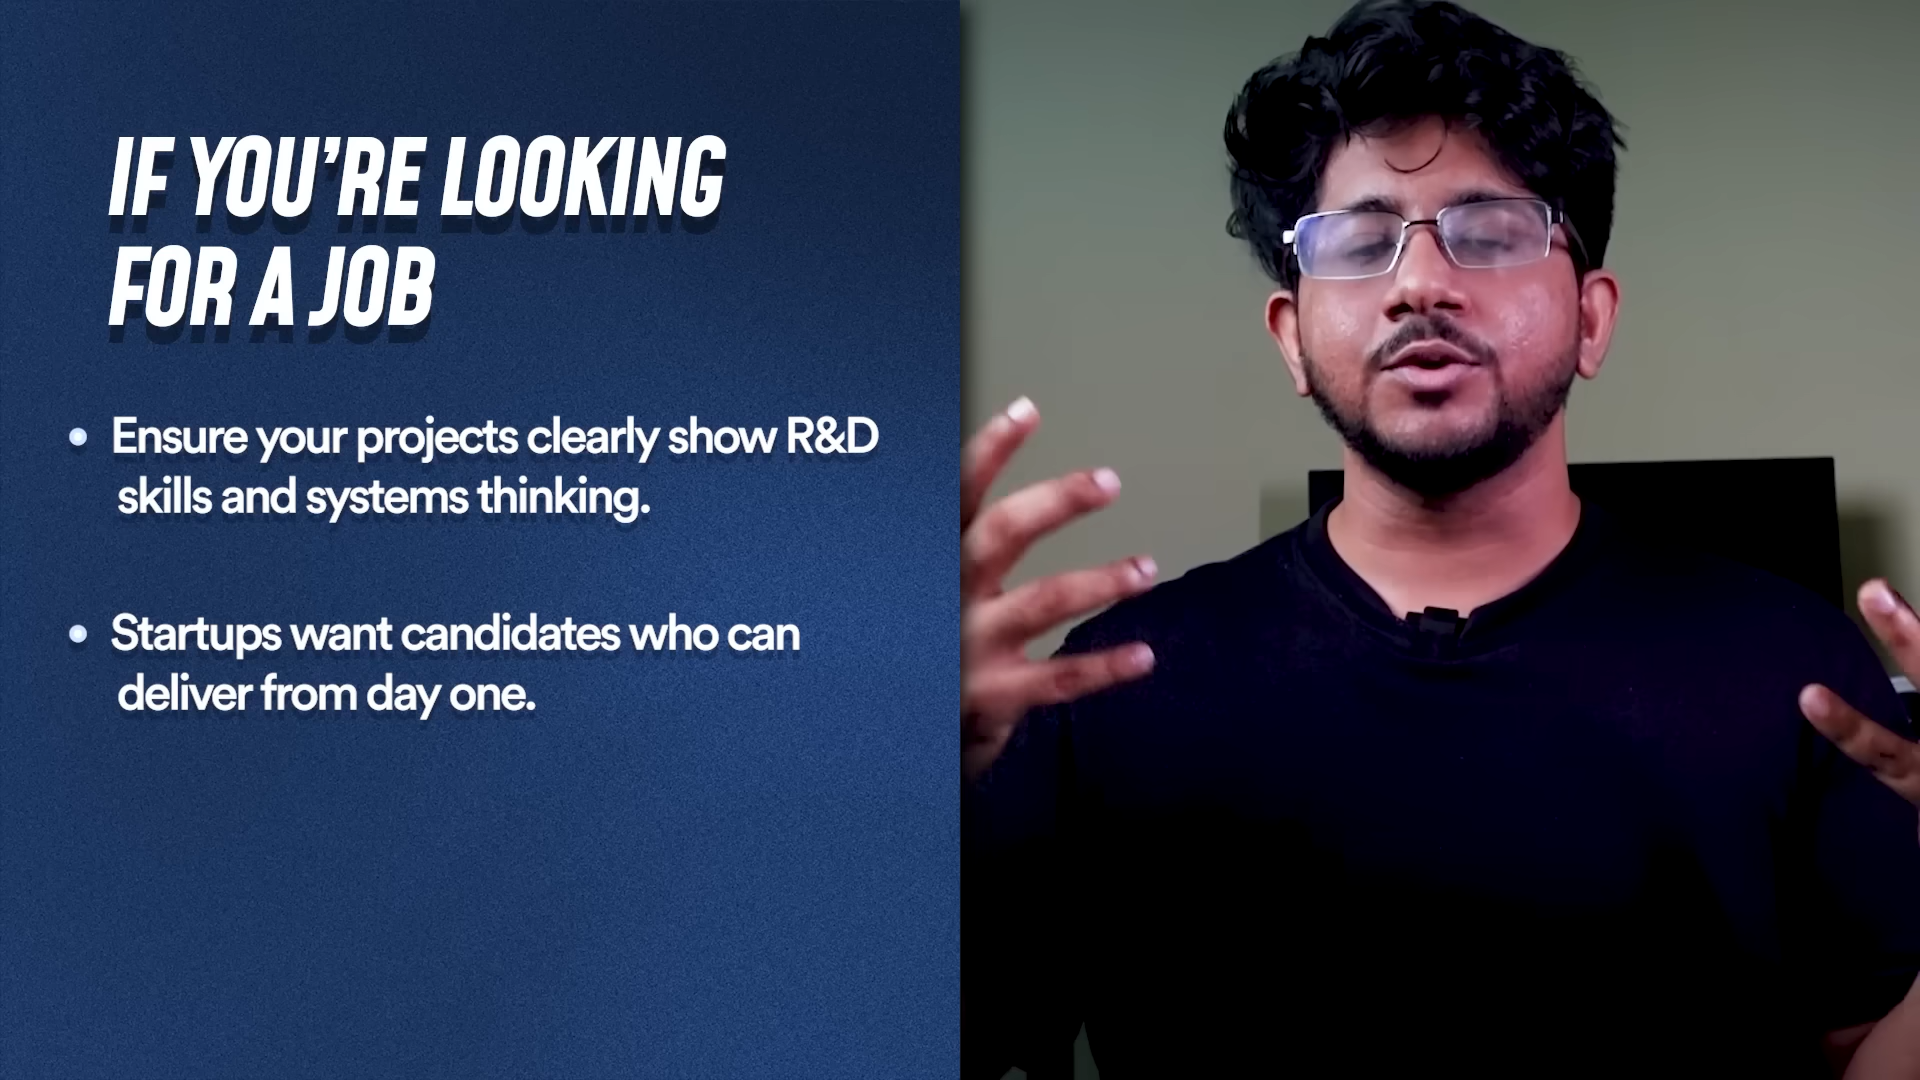 IF YOU’RE LOOKING
FOR A JOB
• Ensure your projects clearly show R&D
skills and systems thinking.
• Startups want candidates who can
deliver from day one.